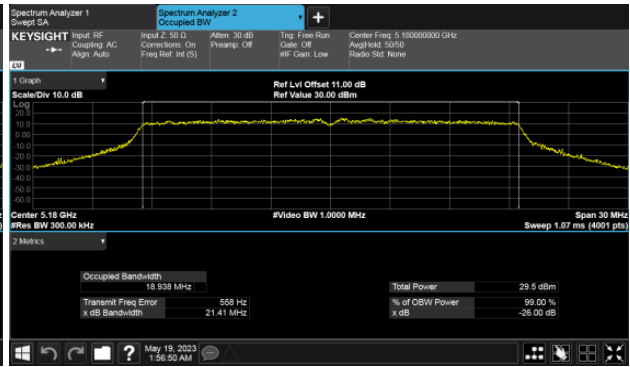 Spectrum Analyzer 1
Swept SA
Spectrum Analyzer 2
Occupied BW
+
KEYSIGHT
Input: RF
Coupling: AC
Align: Auto
Input Z: 50 Ω
Corrections: On
Freq Ref: Int (S)
Atten: 30 dB
Preamp: Off
Trig: Free Run
Gate: Off
#IF Gain: Low
Center Freq: 5.180000000 GHz
Avg|Hold: 50/50
Radio Std: None
LXI
1 Graph
Scale/Div 10.0 dB
Ref Lvl Offset 11.00 dB
Ref Value 30.00 dBm
Log
20.0
10.0
0.00
-10.0
-20.0
-30.0
-40.0
-50.0
-60.0
Center 5.18 GHz
#Res BW 300.00 kHz
#Video BW 1.0000 MHz
Span 30 MHz
Sweep 1.07 ms (4001 pts)
2 Metrics
Occupied Bandwidth
18.938 MHz
Total Power 29.5 dBm
Transmit Freq Error 558 Hz
% of OBW Power 99.00 %
x dB Bandwidth 21.41 MHz
x dB -26.00 dB
?
May 19, 2023
1:56:50 AM